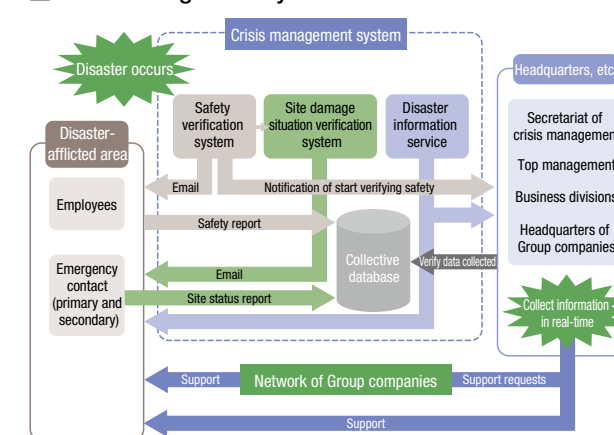 Crisis management system
Disaster occurs
Headquarters, etc
Safety
verification
system
Site damage
situation verification
system
Disaster
information
service
Secretariat of
crisis management
Top management
Business divisions
Headquarters of
Group companies
Disaster-
afflicted area
Employees
Email
Notification of start verifying safety
Safety report
Collective
database
Verify data collected
Emergency
contact
(primary and
secondary)
Email
Site status report
Collect information
in real-time
Support
Network of Group companies
Support requests
Support